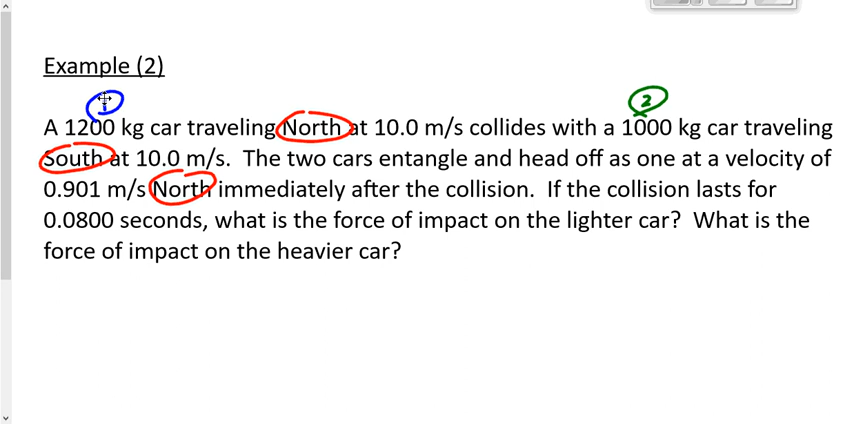 Example (2)
1
2
A 1200 kg car traveling North at 10.0 m/s collides with a 1000 kg car traveling
South at 10.0 m/s.  The two cars entangle and head off as one at a velocity of
0.901 m/s North immediately after the collision.  If the collision lasts for
0.0800 seconds, what is the force of impact on the lighter car?  What is the
force of impact on the heavier car?